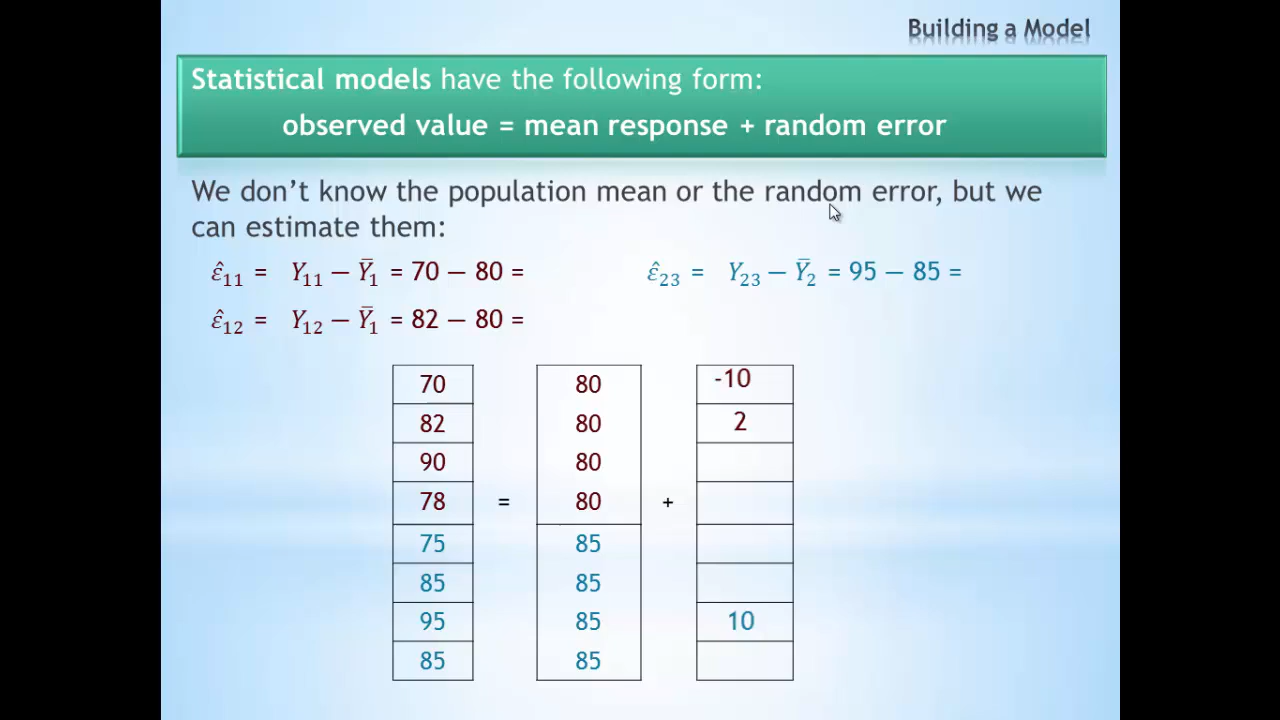 Building a Model
Statistical models have the following form:
observed value = mean response + random error
We don't know the population mean or the random error, but we
can estimate them:
ε̂₁₁ = Y₁₁ − Ȳ₁ = 70 − 80 =
ε̂₂₃ = Y₂₃ − Ȳ₂ = 95 − 85 =
ε̂₁₂ = Y₁₂ − Ȳ₁ = 82 − 80 =
70 80 -10
82 80 2
90 80
78 = 80 +
75 85
85 85
95 85 10
85 85